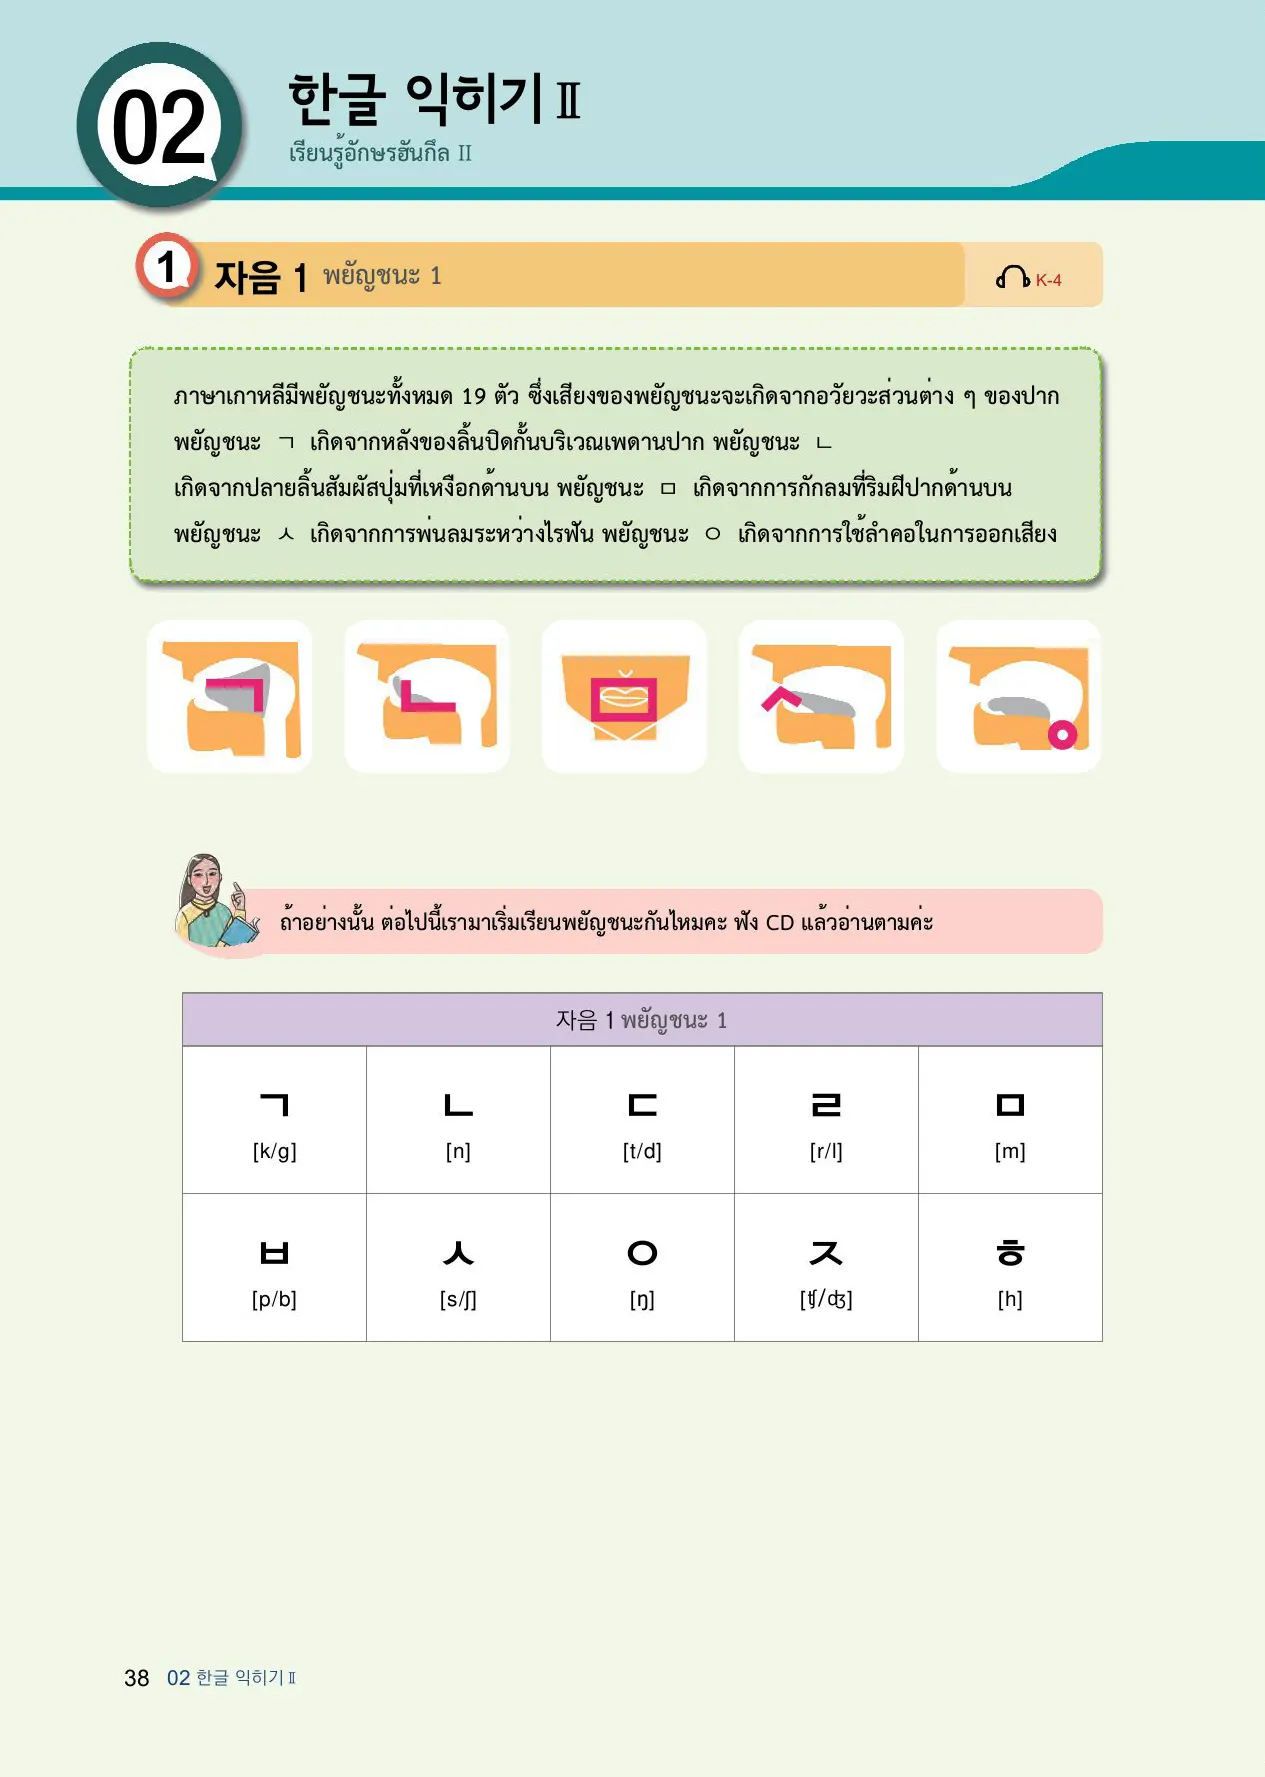 02
한글 익히기 Ⅱ
เรียนรู้อักษรฮันกึล II
1
자음 1 พยัญชนะ 1
K-4
ภาษาเกาหลีมีพยัญชนะทั้งหมด 19 ตัว ซึ่งเสียงของพยัญชนะจะเกิดจากอวัยวะส่วนต่าง ๆ ของปาก
พยัญชนะ ㄱ เกิดจากหลังของลิ้นปิดกั้นบริเวณเพดานปาก พยัญชนะ ㄴ
เกิดจากปลายลิ้นสัมผัสปุ่มที่เหงือกด้านบน พยัญชนะ ㅁ เกิดจากการกักลมที่ริมฝีปากด้านบน
พยัญชนะ ㅅ เกิดจากการพ่นลมระหว่างไรฟัน พยัญชนะ ㅇ เกิดจากการใช้ลำคอในการออกเสียง
ㄱ ㄴ ㅁ ㅅ ㅇ
ถ้าอย่างนั้น ต่อไปนี้เรามาเริ่มเรียนพยัญชนะกันไหมคะ ฟัง CD แล้วอ่านตามค่ะ
자음 1 พยัญชนะ 1
ㄱ ㄴ ㄷ ㄹ ㅁ
[k/g] [n] [t/d] [r/l] [m]
ㅂ ㅅ ㅇ ㅈ ㅎ
[p/b] [s/ʃ] [ŋ] [ʧ/ʤ] [h]
38 02 한글 익히기 Ⅱ